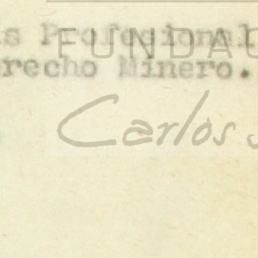 s Profesional
FUNDA
recho Minero.
Carlos